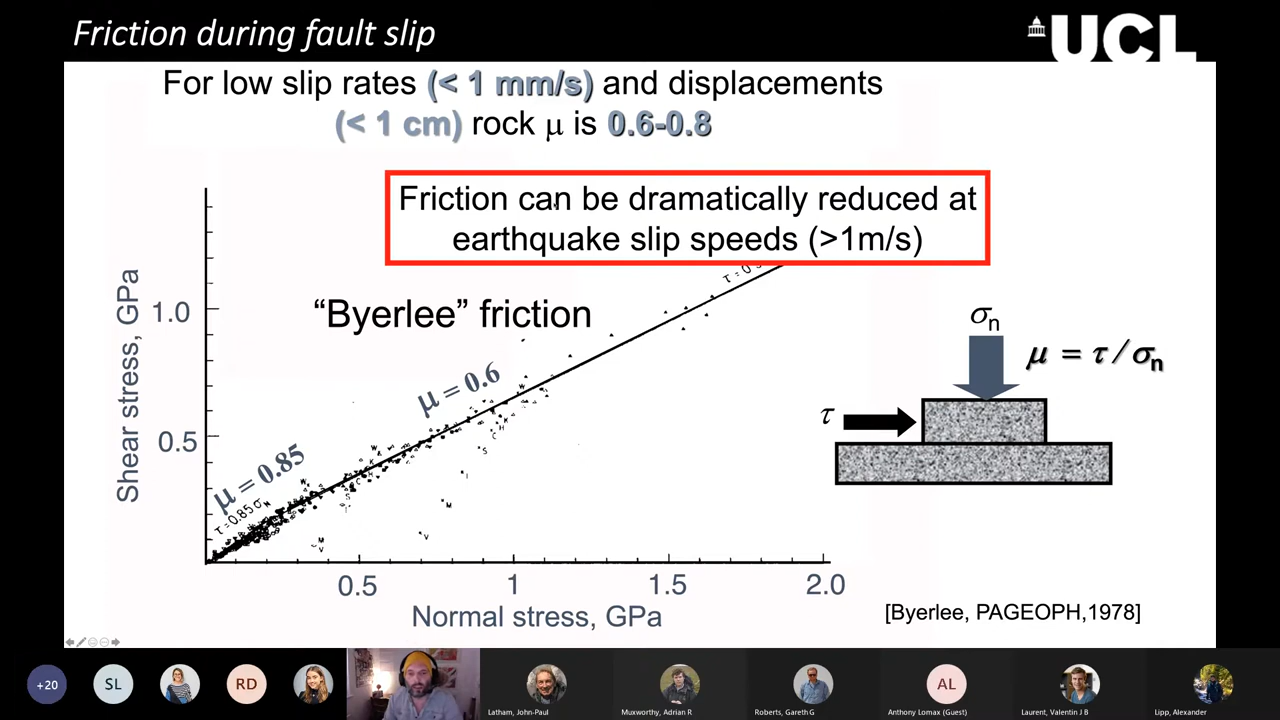 Friction during fault slip
UCL
For low slip rates (< 1 mm/s) and displacements
(< 1 cm) rock μ is 0.6-0.8
Friction can be dramatically reduced at
earthquake slip speeds (>1m/s)
“Byerlee” friction
μ = 0.6
μ = 0.85
τ=0.85σ
Shear stress, GPa
1.0
0.5
0.5
1
1.5
2.0
Normal stress, GPa
σn
μ = τ / σn
τ
[Byerlee, PAGEOPH,1978]
+20
SL
RD
AL
Latham, John-Paul
Muxworthy, Adrian R
Roberts, Gareth G
Anthony Lomax (Guest)
Laurent, Valentin J B
Lipp, Alexander